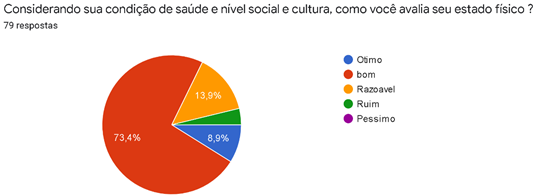 Considerando sua condição de saúde e nível social e cultura, como você avalia seu estado físico ?
79 respostas
Otimo
bom
Razoavel
Ruim
Pessimo
13,9%
73,4%
8,9%